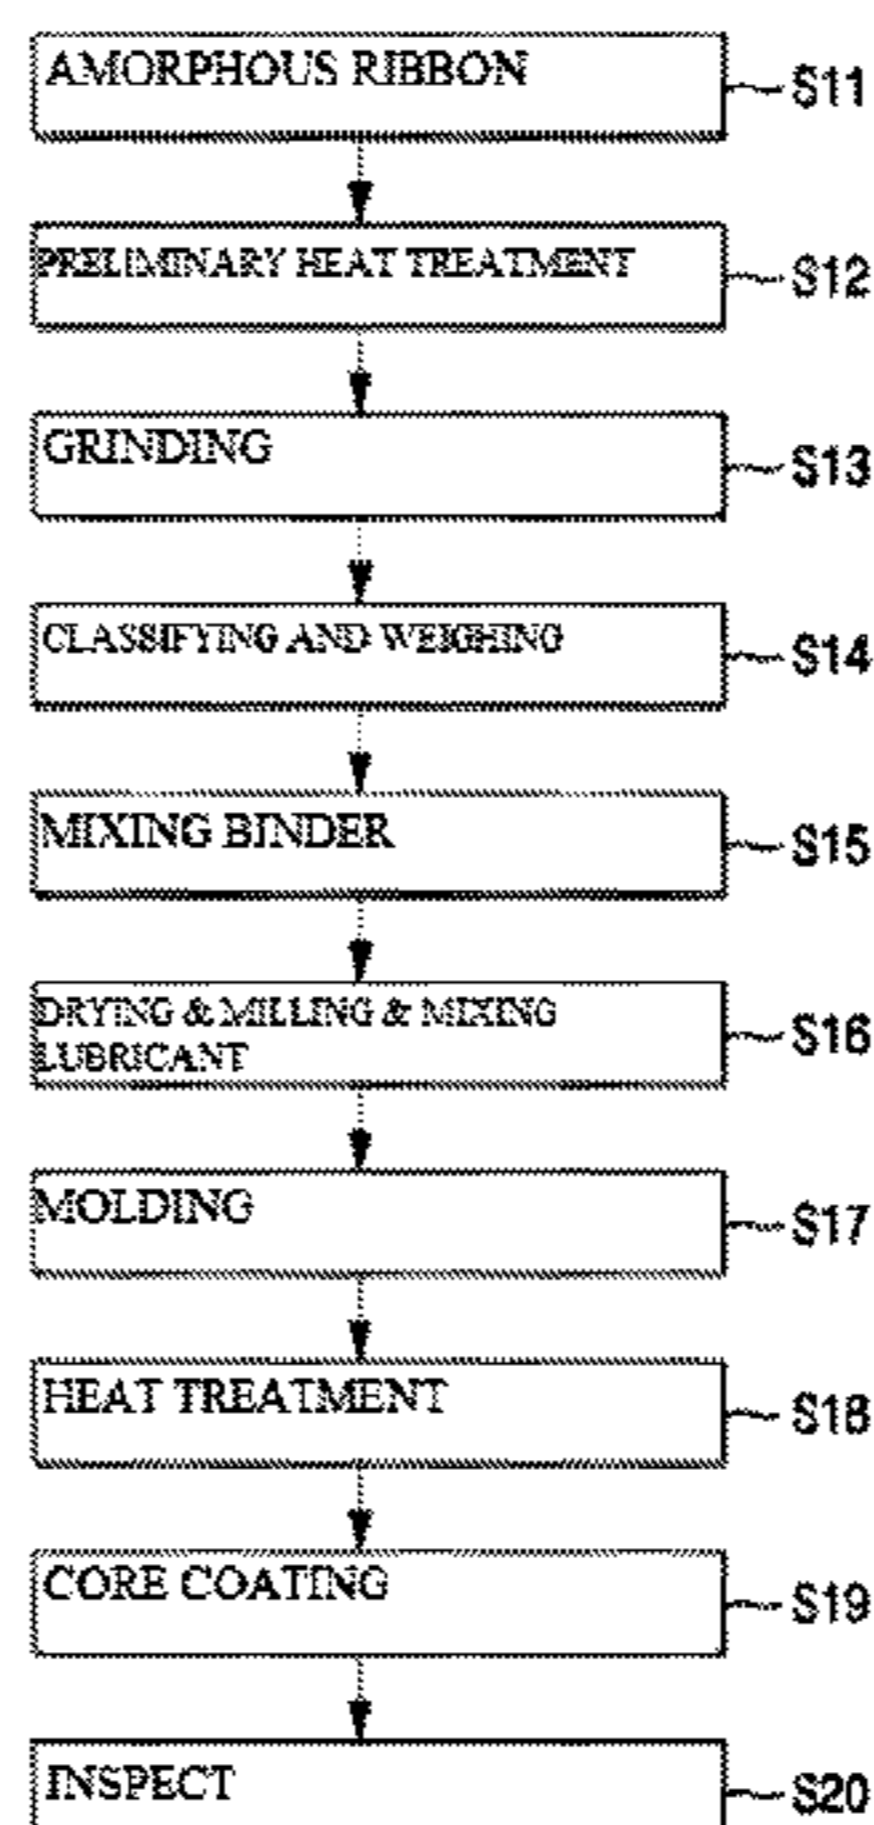 AMORPHOUS RIBBON
S11
PRELIMINARY HEAT TREATMENT
S12
GRINDING
S13
CLASSIFYING AND WEIGHING
S14
MIXING BINDER
S15
DRYING & MILLING & MIXING
LUBRICANT
S16
MOLDING
S17
HEAT TREATMENT
S18
CORE COATING
S19
INSPECT
S20